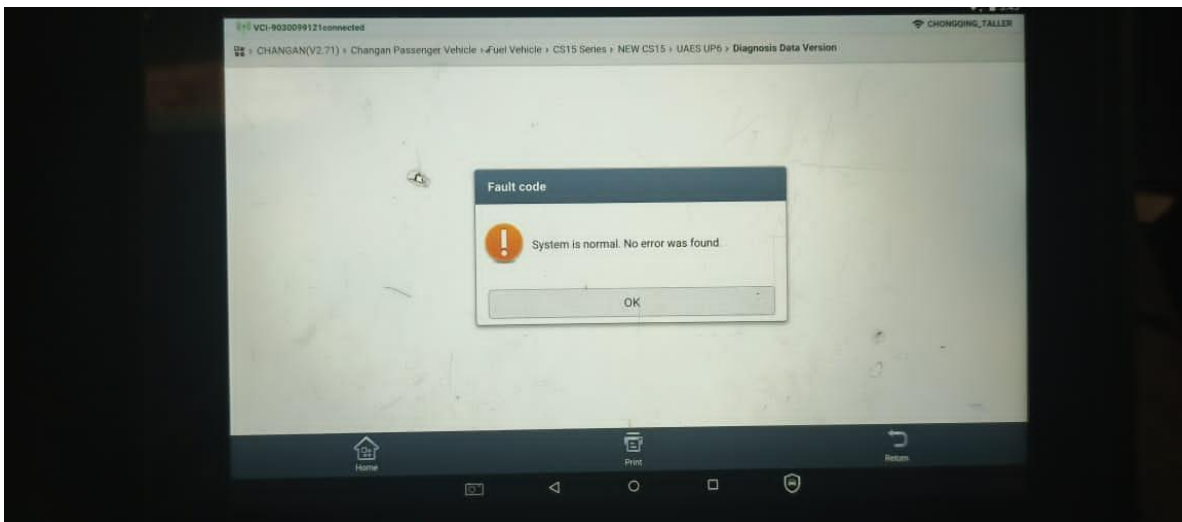 VCI-9030099121connected
CHONGQING_TALLER
CHANGAN(V2.71) › Changan Passenger Vehicle › Fuel Vehicle › CS15 Series › NEW CS15 › UAES UP6 › Diagnosis Data Version
Fault code
System is normal. No error was found.
OK
Home
Print
Return